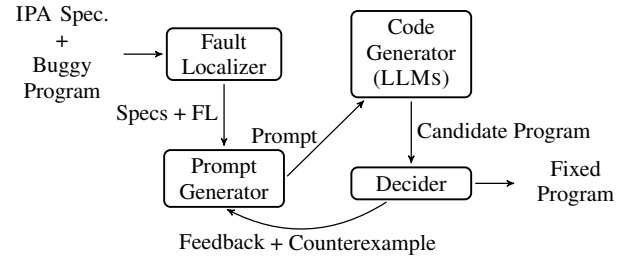 IPA Spec.
+
Buggy
Program
Fault
Localizer
Specs + FL
Prompt
Generator
Prompt
Code
Generator
(LLMs)
Candidate Program
Decider
Fixed
Program
Feedback + Counterexample